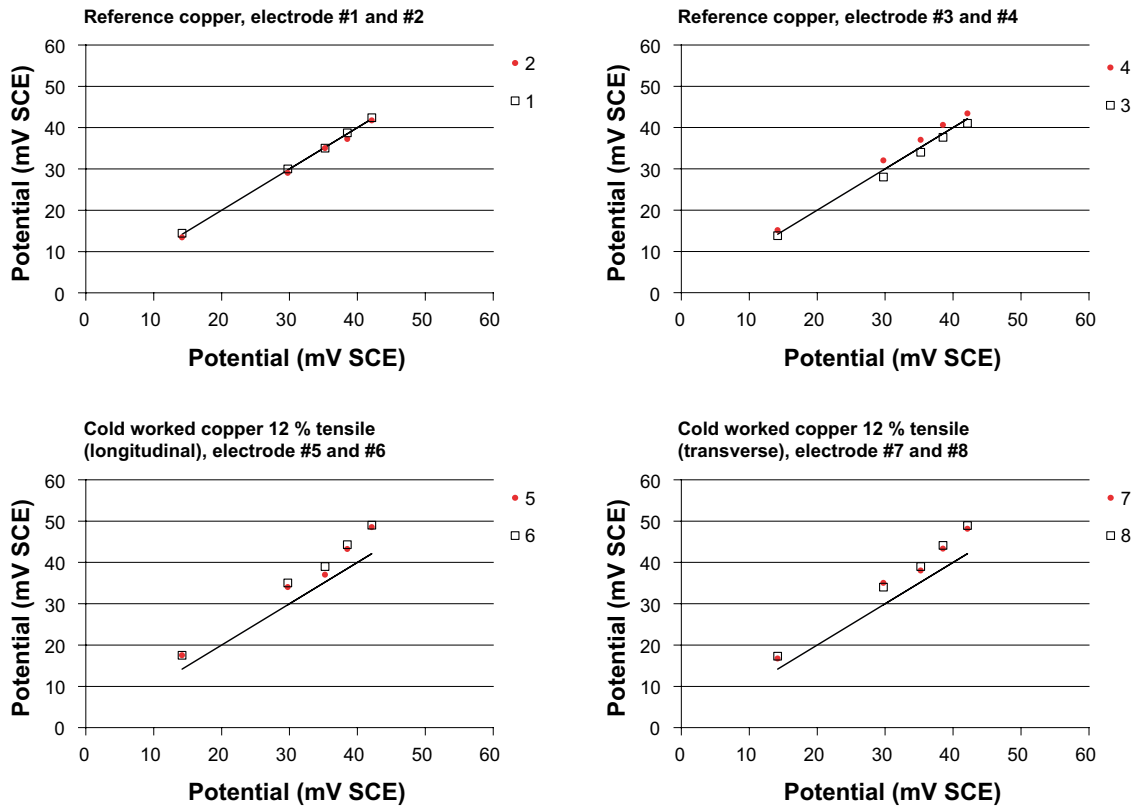 Reference copper, electrode #1 and #2
Potential (mV SCE)
60
50
40
30
20
10
0
0 10 20 30 40 50 60
Potential (mV SCE)
2
1
Reference copper, electrode #3 and #4
Potential (mV SCE)
60
50
40
30
20
10
0
0 10 20 30 40 50 60
Potential (mV SCE)
4
3
Cold worked copper 12 % tensile
(longitudinal), electrode #5 and #6
Potential (mV SCE)
60
50
40
30
20
10
0
0 10 20 30 40 50 60
Potential (mV SCE)
5
6
Cold worked copper 12 % tensile
(transverse), electrode #7 and #8
Potential (mV SCE)
60
50
40
30
20
10
0
0 10 20 30 40 50 60
Potential (mV SCE)
7
8